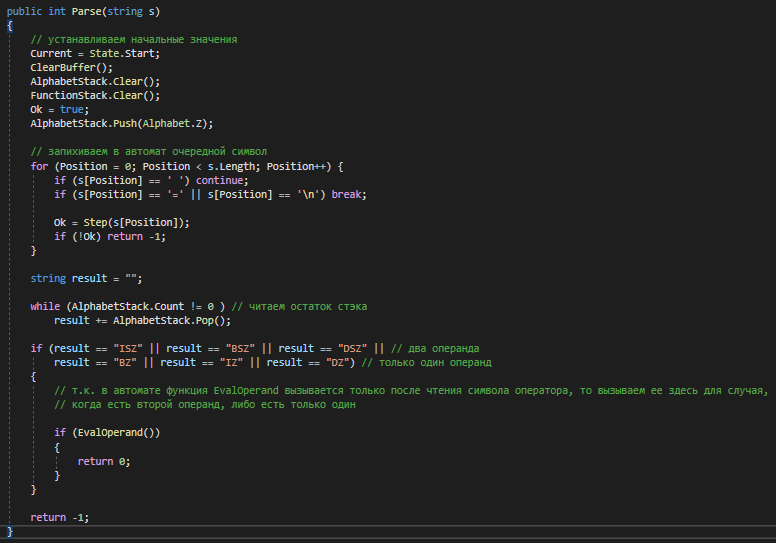 public int Parse(string s)
{
// устанавливаем начальные значения
Current = State.Start;
ClearBuffer();
AlphabetStack.Clear();
FunctionStack.Clear();
Ok = true;
AlphabetStack.Push(Alphabet.Z);
// запихиваем в автомат очередной символ
for (Position = 0; Position < s.Length; Position++) {
if (s[Position] == ' ') continue;
if (s[Position] == '=' || s[Position] == '\n') break;
Ok = Step(s[Position]);
if (!Ok) return -1;
}
string result = "";
while (AlphabetStack.Count != 0 ) // читаем остаток стэка
result += AlphabetStack.Pop();
if (result == "ISZ" || result == "BSZ" || result == "DSZ" || // два операнда
result == "BZ" || result == "IZ" || result == "DZ") // только один операнд
{
// т.к. в автомате функция EvalOperand вызывается только после чтения символа оператора, то вызываем ее здесь для случая,
// когда есть второй операнд, либо есть только один
if (EvalOperand())
{
return 0;
}
}
return -1;
}